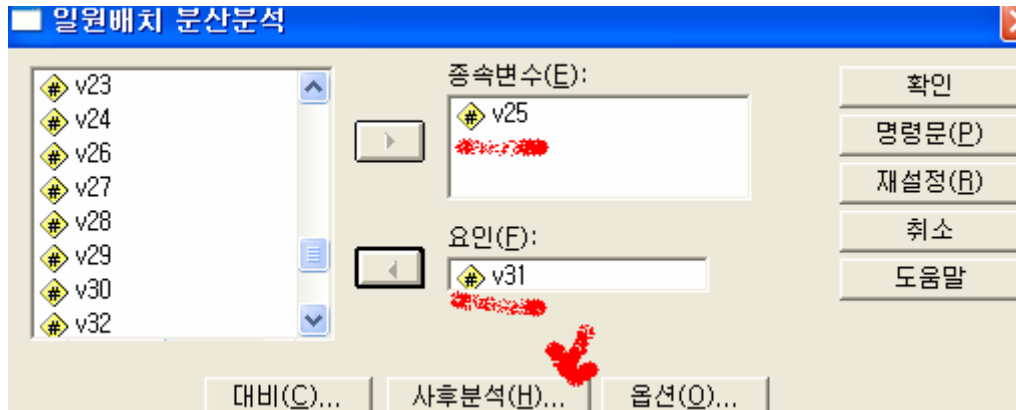 일원배치 분산분석
v23
v24
v26
v27
v28
v29
v30
v32
종속변수(E):
v25
요인(F):
v31
확인
명령문(P)
재설정(R)
취소
도움말
대비(C)...
사후분석(H)...
옵션(O)...